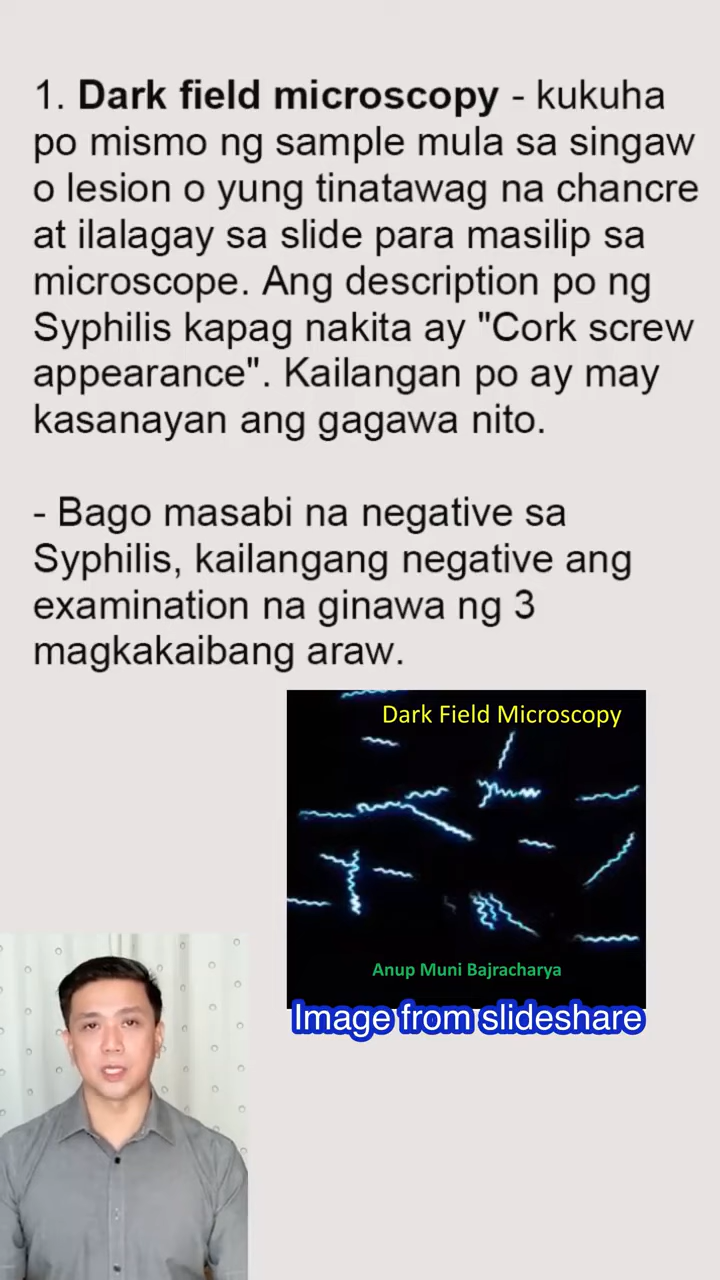 1. Dark field microscopy - kukuha
po mismo ng sample mula sa singaw
o lesion o yung tinatawag na chancre
at ilalagay sa slide para masilip sa
microscope. Ang description po ng
Syphilis kapag nakita ay "Cork screw
appearance". Kailangan po ay may
kasanayan ang gagawa nito.
- Bago masabi na negative sa
Syphilis, kailangang negative ang
examination na ginawa ng 3
magkakaibang araw.
Dark Field Microscopy
Anup Muni Bajracharya
Image from slideshare